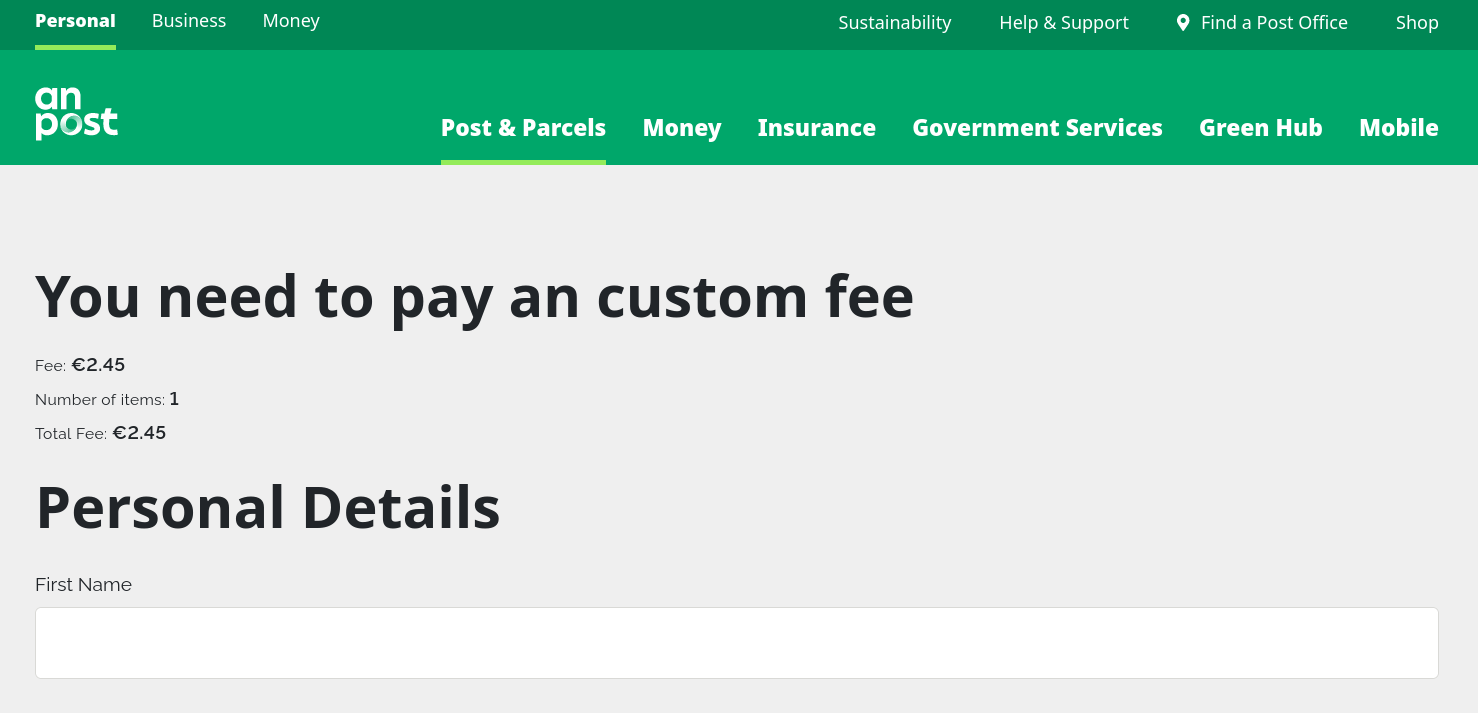 Personal Business Money Sustainability Help & Support Find a Post Office Shop
an
post
Post & Parcels Money Insurance Government Services Green Hub Mobile
You need to pay an custom fee
Fee: €2.45
Number of items: 1
Total Fee: €2.45
Personal Details
First Name